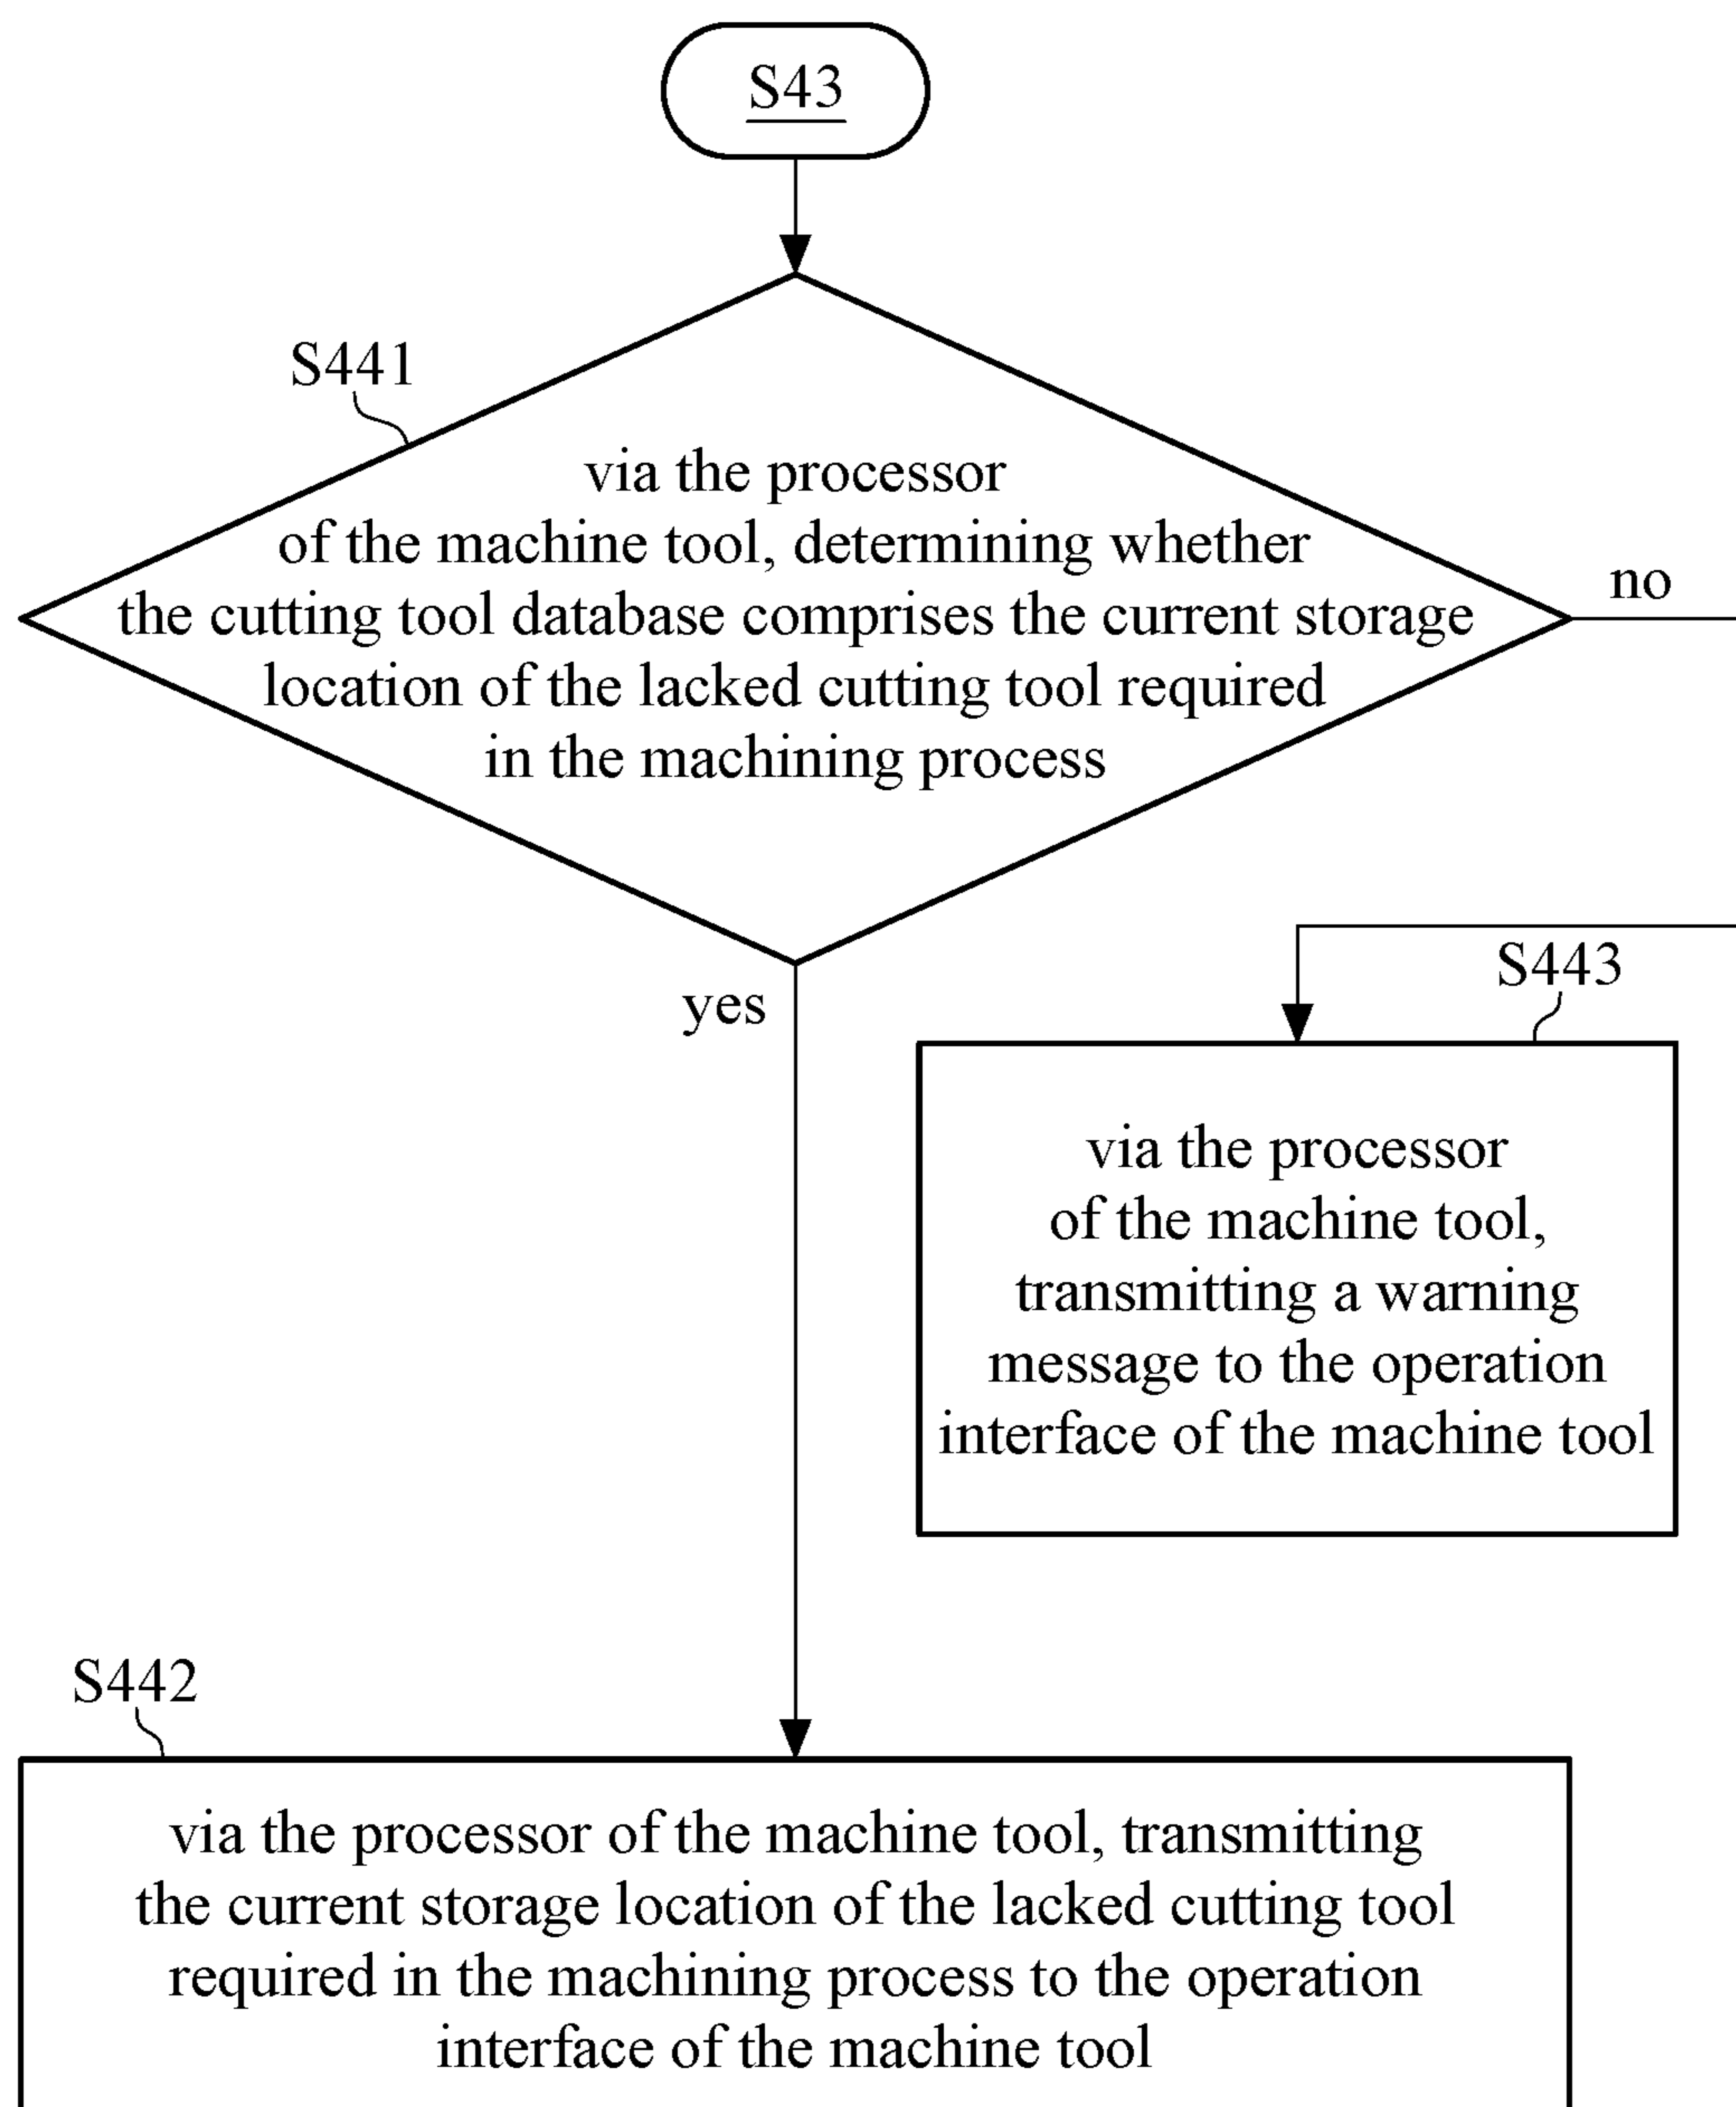 S43
S441
via the processor
of the machine tool, determining whether
the cutting tool database comprises the current storage
location of the lacked cutting tool required
in the machining process
no
yes
S443
via the processor
of the machine tool,
transmitting a warning
message to the operation
interface of the machine tool
S442
via the processor of the machine tool, transmitting
the current storage location of the lacked cutting tool
required in the machining process to the operation
interface of the machine tool